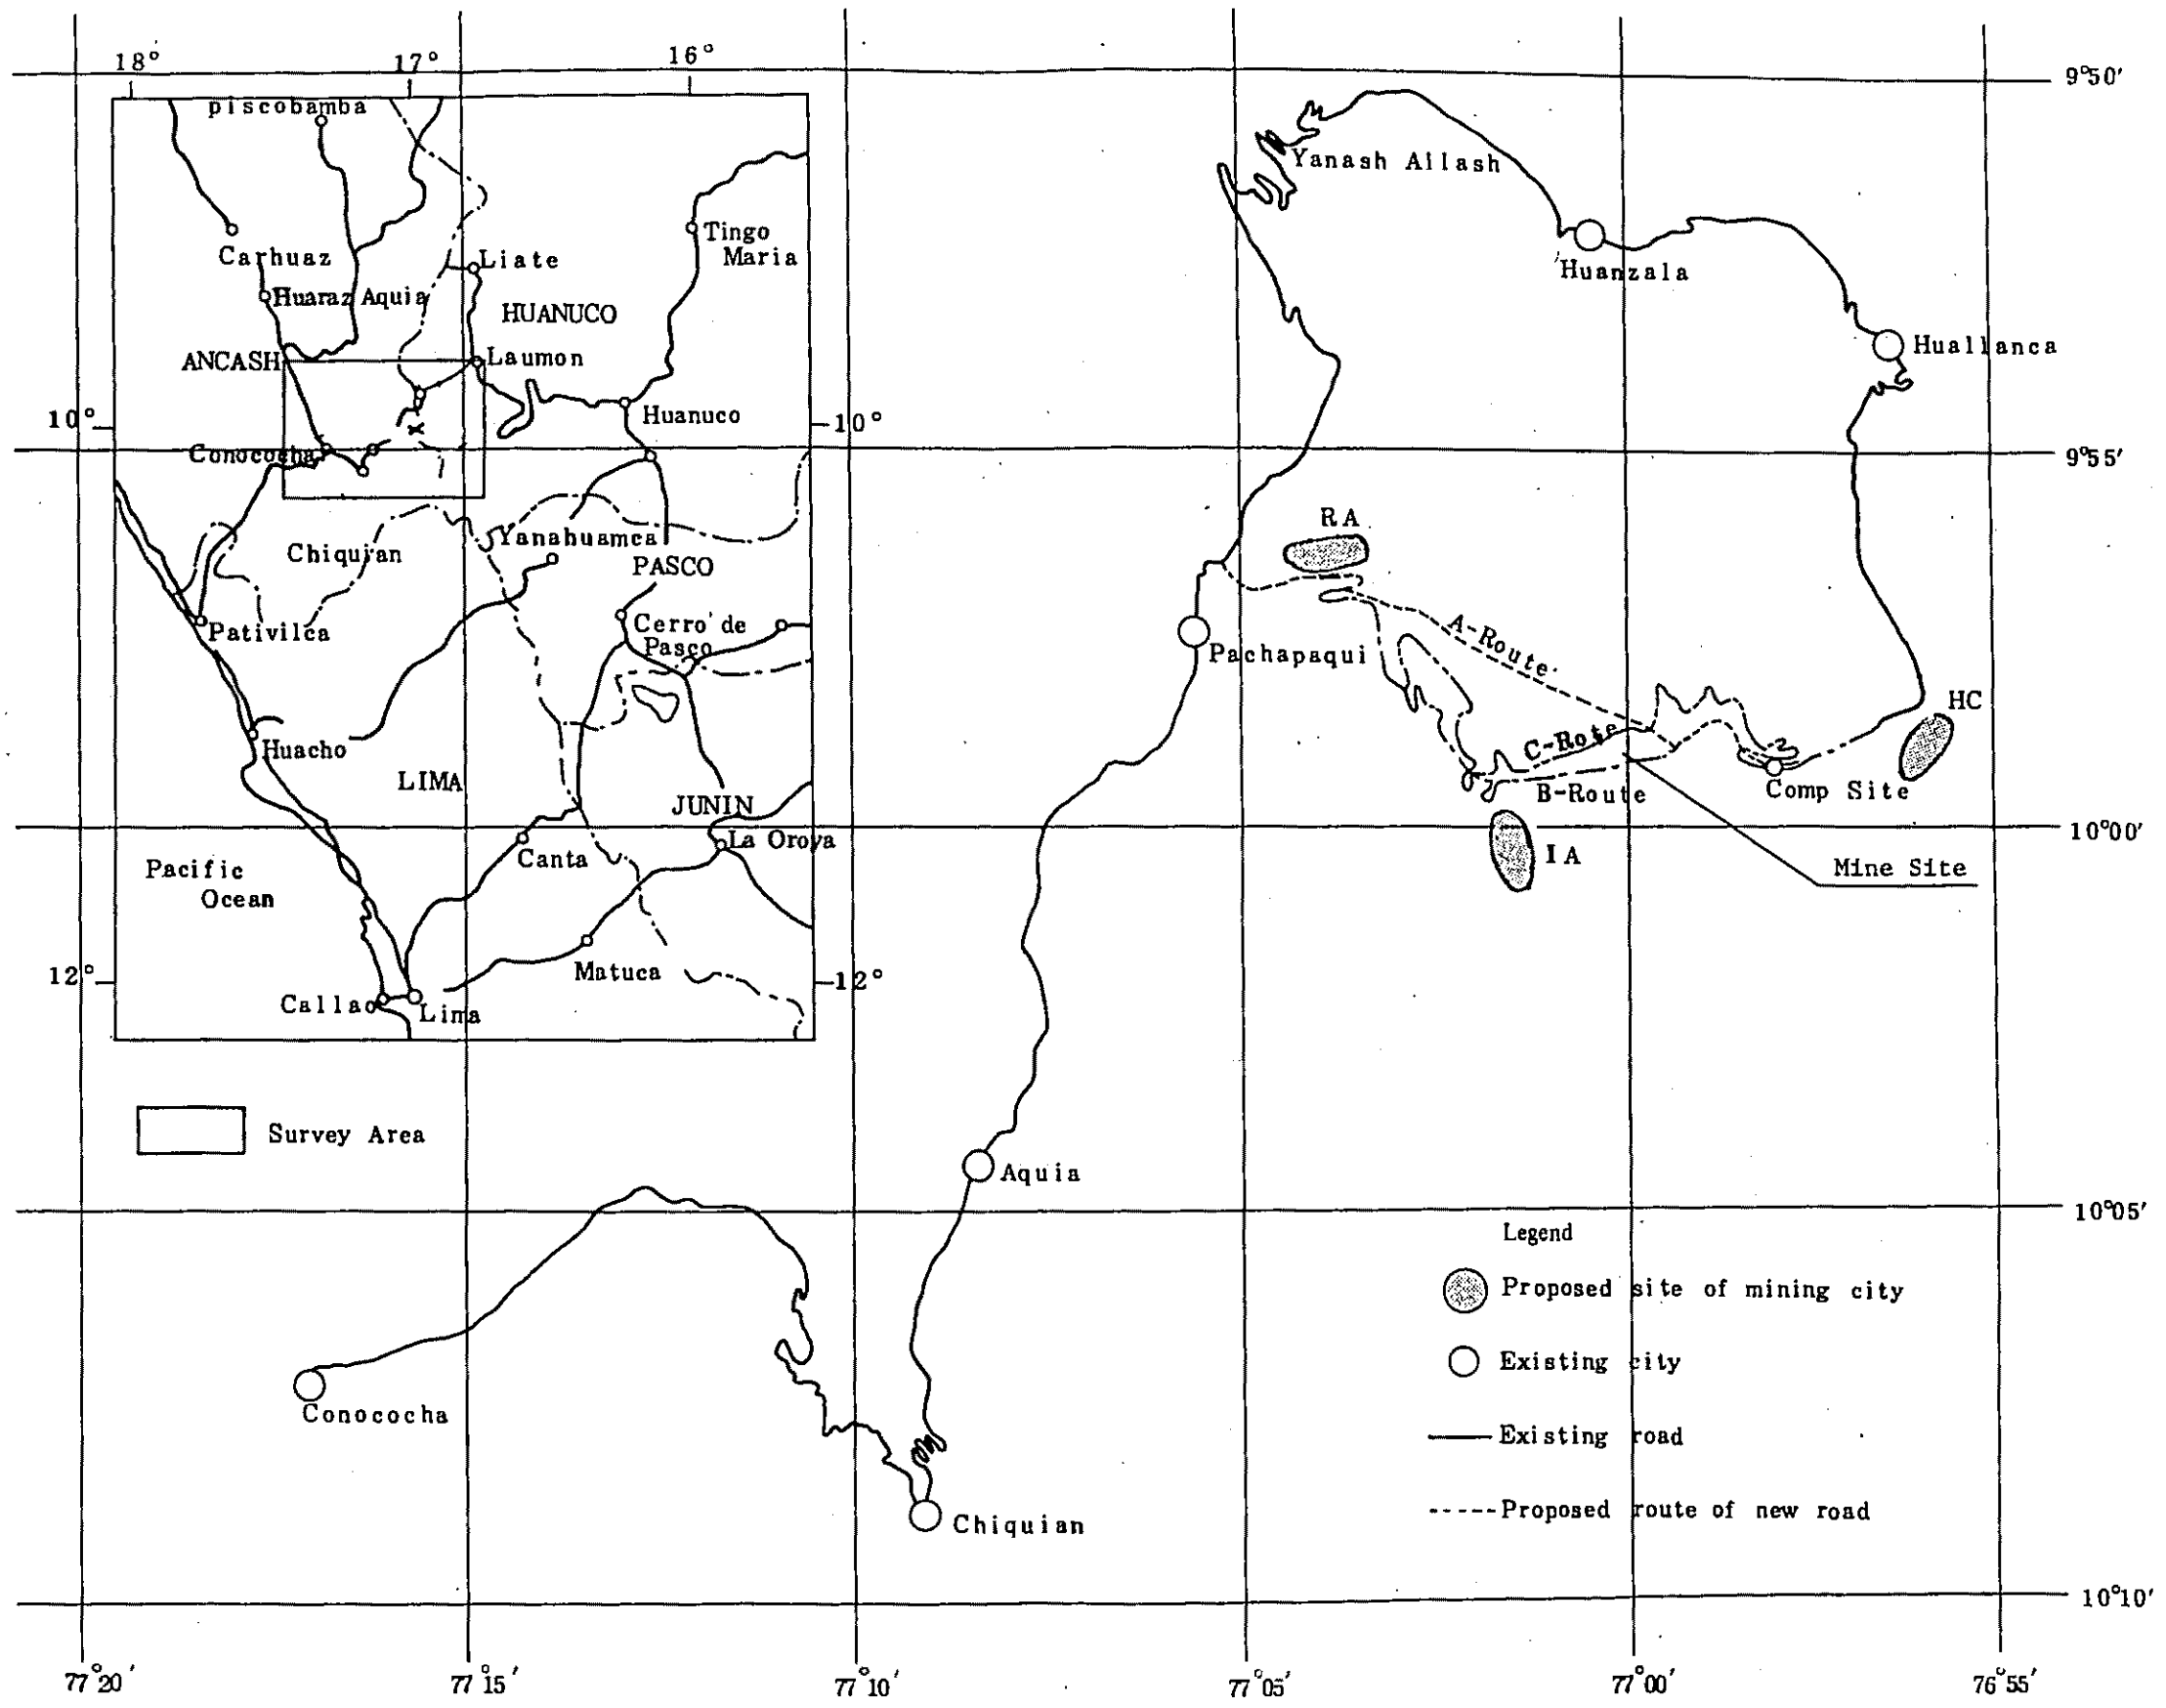 18°
17°
16°
9°50'
piscobamba
Yanash Allash
Carhuaz
Liate
Tingo
Maria
Huanzala
Huaraz
Aquia
HUANUCO
Huallanca
ANCASH
Laumon
10°
Huanuco
10°
Conococha
9°55'
RA
Chiquian
Yanahuamca
PASCO
Pativilca
Cerro de
Pasco
A-Route
Pachapaqui
HC
Huacho
C-Rote
LIMA
B-Route
Comp Site
JUNIN
Canta
La Oroya
10°00'
Pacific
Ocean
IA
Mine Site
12°
Matuca
12°
Callao
Lima
Survey Area
Aquia
10°05'
Legend
Proposed site of mining city
Existing city
Conococha
Existing road
Chiquian
Proposed route of new road
10°10'
77°20'
77°15'
77°10'
77°05'
77°00'
76°55'